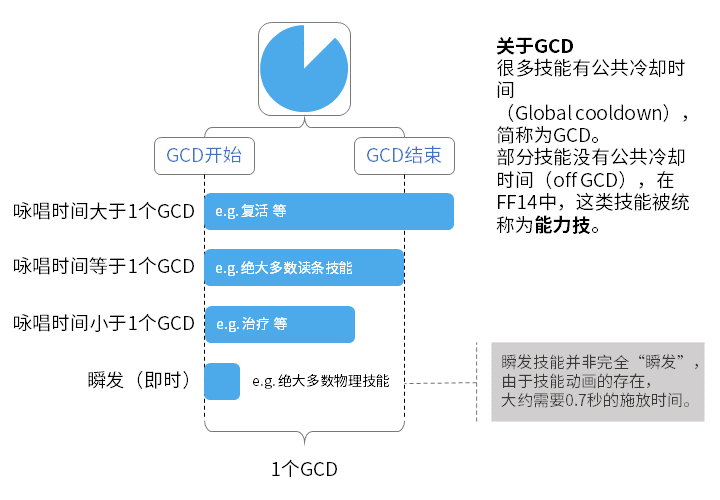 关于GCD
很多技能有公共冷却时
间
（Global cooldown），
简称为GCD。
部分技能没有公共冷却
时间（off GCD），在
FF14中，这类技能被统
称为能力技。
GCD开始
GCD结束
咏唱时间大于1个GCD
e.g. 复活 等
咏唱时间等于1个GCD
e.g. 绝大多数读条技能
咏唱时间小于1个GCD
e.g. 治疗 等
瞬发（即时）
e.g. 绝大多数物理技能
瞬发技能并非完全“瞬发”，
由于技能动画的存在，
大约需要0.7秒的施放时间。
1个GCD